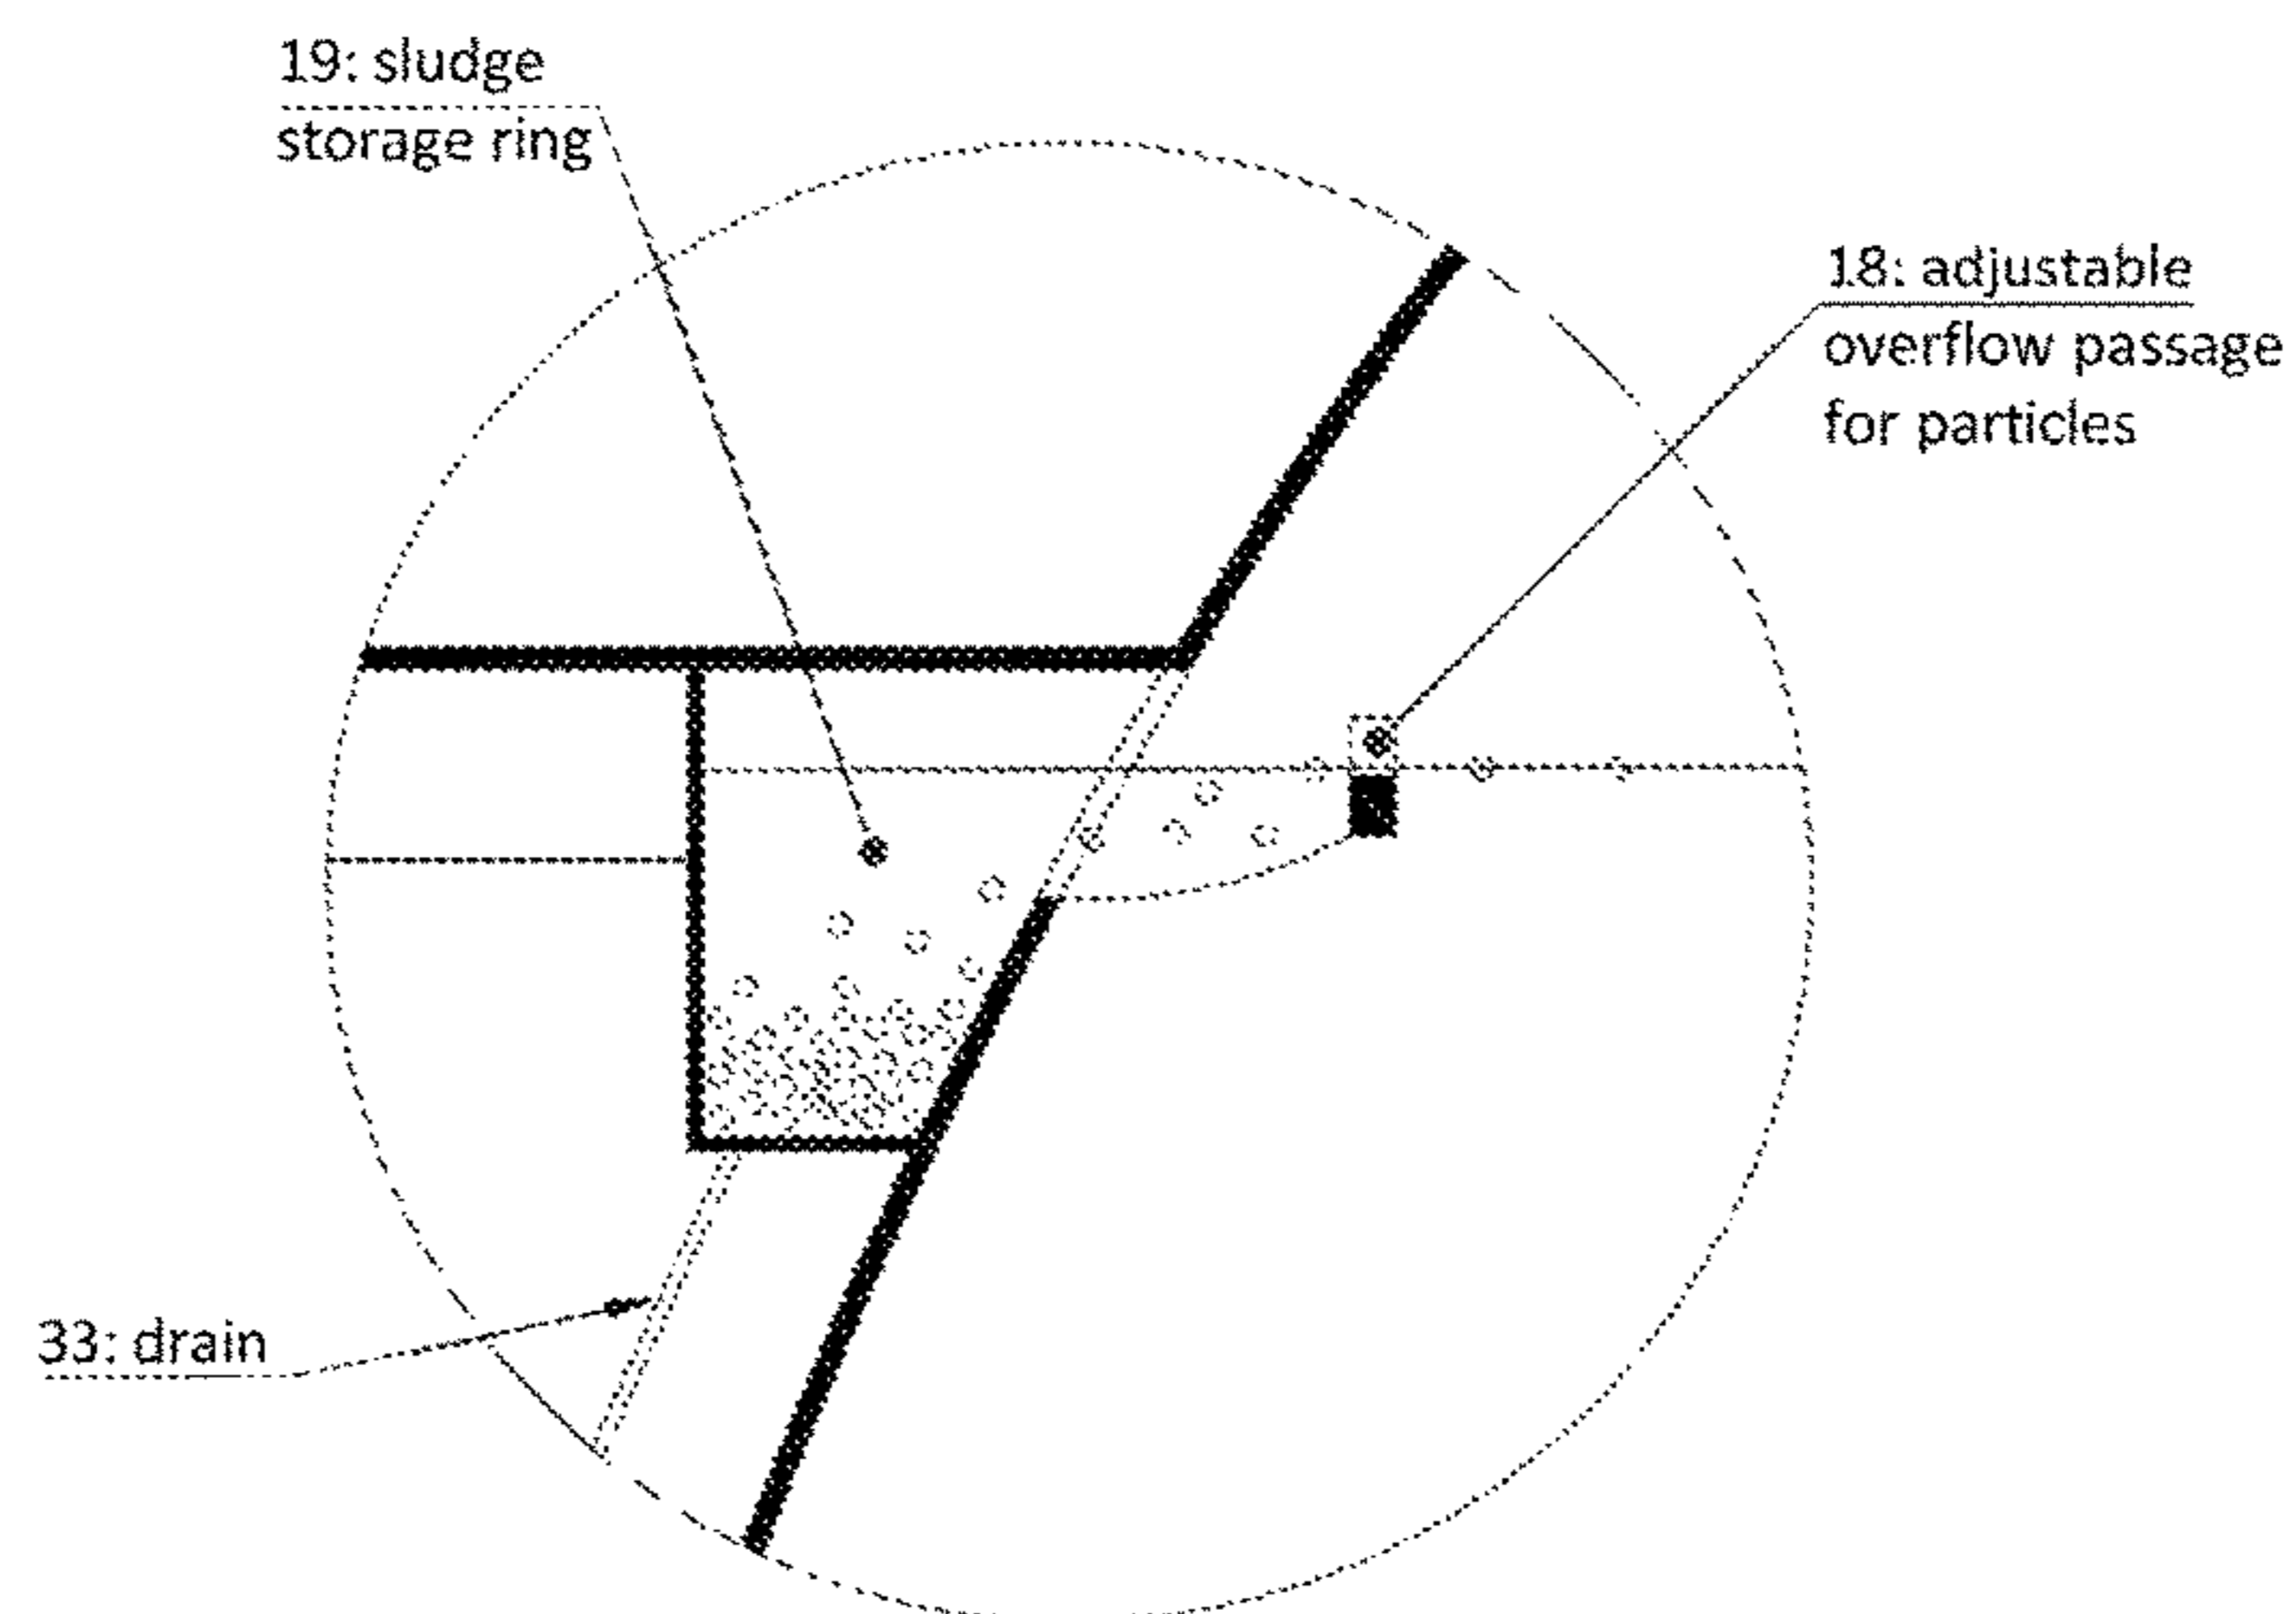 19: sludge
storage ring
18: adjustable
overflow passage
for particles
33: drain